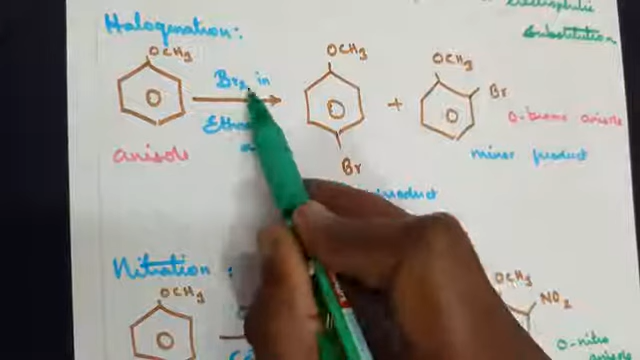 Electrophilic
Substitution
Halogenation:
OCH3
Br2 in
OCH3
+
OCH3
Br
Br
anisole
o-bromo anisole
minor product
product
Nitration :
OCH3
OCH3
NO2
o-nitro
anisole